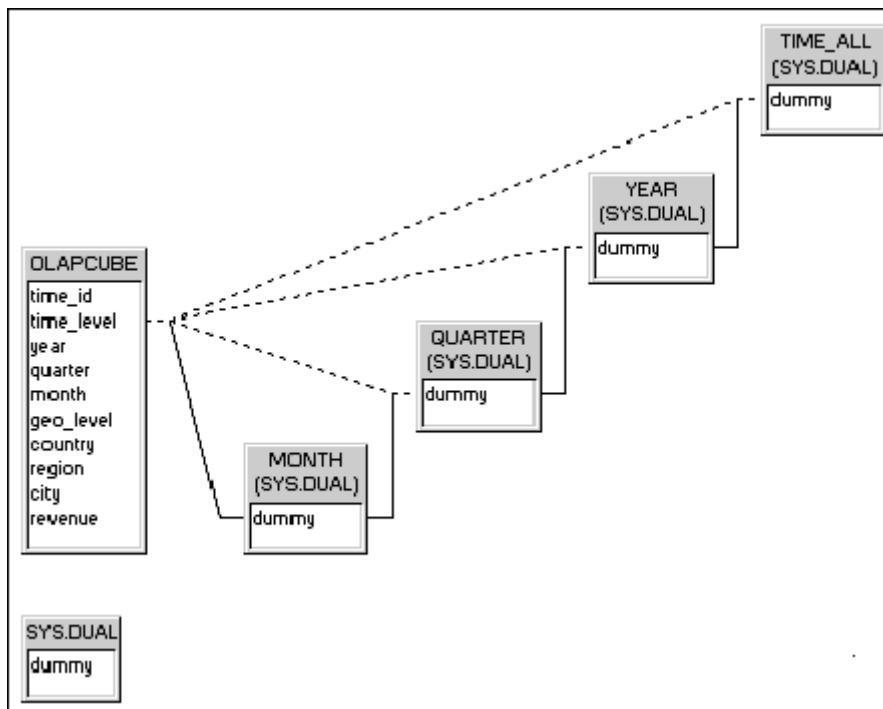 TIME_ALL
(SYS.DUAL)
dummy
YEAR
(SYS.DUAL)
dummy
OLAPCUBE
time_id
time_level
year
quarter
month
geo_level
country
region
city
revenue
QUARTER
(SYS.DUAL)
dummy
MONTH
(SYS.DUAL)
dummy
SYS.DUAL
dummy